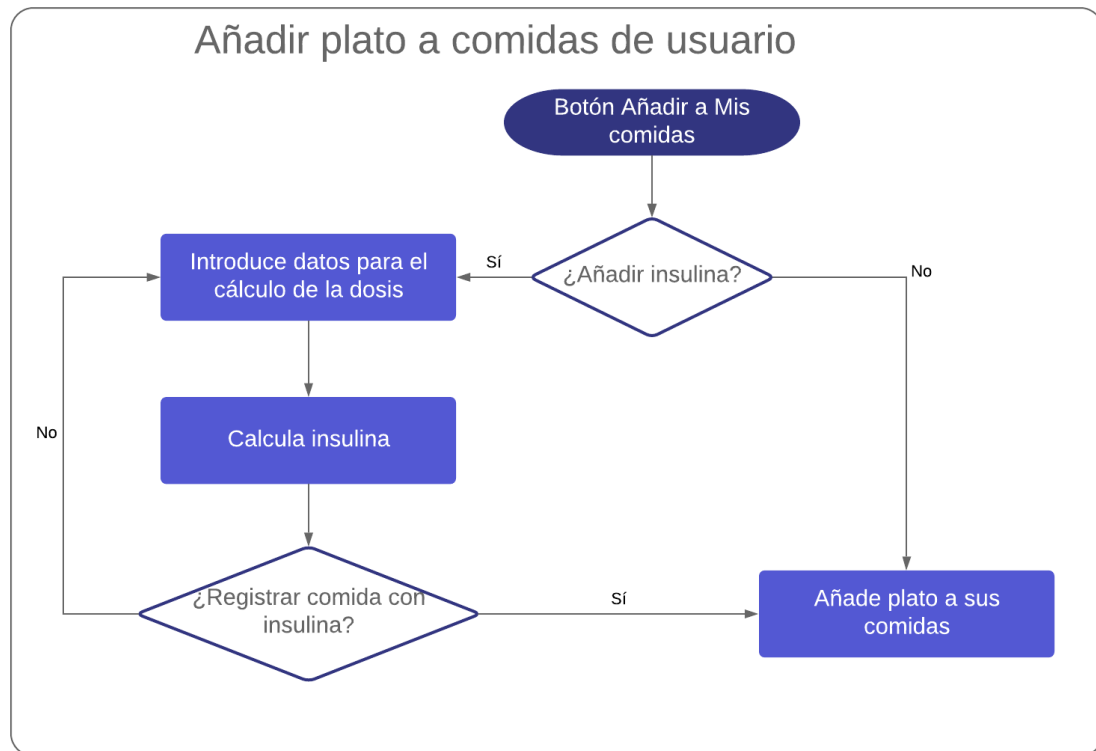 Añadir plato a comidas de usuario
Botón Añadir a Mis
comidas
¿Añadir insulina?
Sí
No
Introduce datos para el
cálculo de la dosis
Calcula insulina
No
¿Registrar comida con
insulina?
Sí
Añade plato a sus
comidas